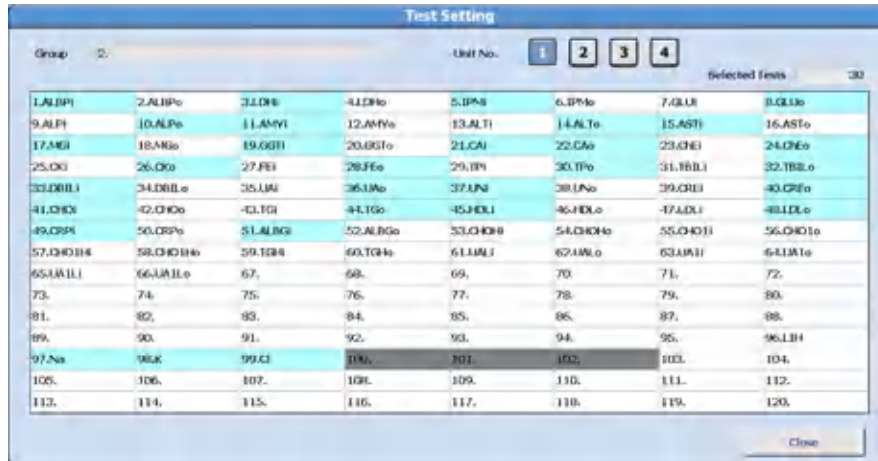 Test Setting
Group 2. Unit No. 1 2 3 4
Selected Tests 30
1.ALBPi 2.ALBPo 3.LDHi 4.LDHo 5.IPMi 6.IPMo 7.GLUi 8.GLUo
9.ALPi 10.ALPo 11.AMYi 12.AMYo 13.ALTi 14.ALTo 15.ASTi 16.ASTo
17.MGi 18.MGo 19.GGTi 20.GGTo 21.CAi 22.CAo 23.ChEi 24.ChEo
25.CKi 26.CKo 27.FEi 28.FEo 29.TPi 30.TPo 31.TBILi 32.TBILo
33.DBILi 34.DBILo 35.UAi 36.UAo 37.UNi 38.UNo 39.CREi 40.CREo
41.CHOi 42.CHOo 43.TGi 44.TGo 45.HDLi 46.HDLo 47.LDLi 48.LDLo
49.CRPi 50.CRPo 51.ALBGi 52.ALBGo 53.CHOHi 54.CHOHo 55.CHO1i 56.CHO1o
57.CHO1Hi 58.CHO1Ho 59.TGHi 60.TGHo 61.UALi 62.UALo 63.UA1i 64.UA1o
65.UA1Li 66.UA1Lo 67. 68. 69. 70. 71. 72.
73. 74. 75. 76. 77. 78. 79. 80.
81. 82. 83. 84. 85. 86. 87. 88.
89. 90. 91. 92. 93. 94. 95. 96.LIH
97.Na 98.K 99.Cl 100. 101. 102. 103. 104.
105. 106. 107. 108. 109. 110. 111. 112.
113. 114. 115. 116. 117. 118. 119. 120.
Close